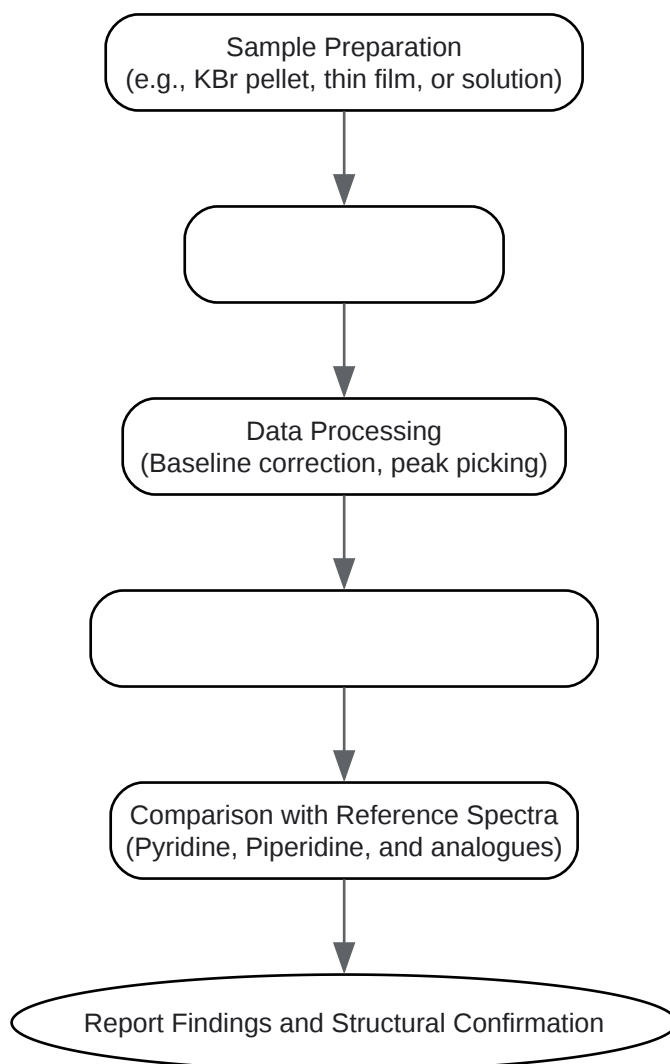 Sample Preparation
(e.g., KBr pellet, thin film, or solution)
Data Processing
(Baseline correction, peak picking)
Comparison with Reference Spectra
(Pyridine, Piperidine, and analogues)
Report Findings and Structural Confirmation